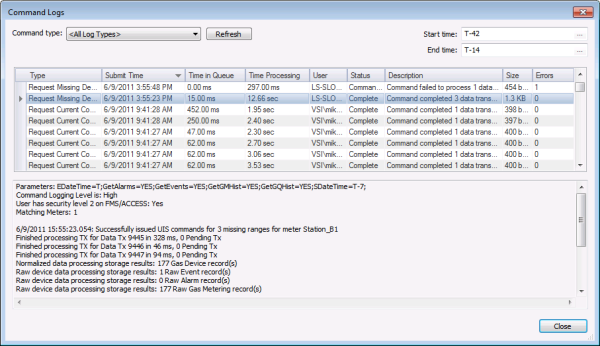 Command Logs
Command type: <All Log Types> Refresh Start time: T-42 ...
End time: T-14 ...
Type Submit Time Time in Queue Time Processing User Status Description Size Errors
Request Missing De... 6/9/2011 3:55:48 PM 0.00 ms 297.00 ms LS-SLO... Comman... Command failed to process 1 data... 454 b... 1
Request Missing De... 6/9/2011 3:55:23 PM 15.00 ms 12.66 sec LS-SLO... Complete Command completed 3 data trans... 1.3 KB 0
Request Current Co... 6/9/2011 9:41:28 AM 452.00 ms 1.95 sec VSI\mik... Complete Command completed 1 data trans... 398 b... 0
Request Current Co... 6/9/2011 9:41:28 AM 250.00 ms 2.40 sec VSI\mik... Complete Command completed 1 data trans... 397 b... 0
Request Current Co... 6/9/2011 9:41:27 AM 47.00 ms 2.30 sec VSI\mik... Complete Command completed 1 data trans... 400 b... 0
Request Current Co... 6/9/2011 9:41:27 AM 62.00 ms 2.70 sec VSI\mik... Complete Command completed 1 data trans... 400 b... 0
Request Current Co... 6/9/2011 9:41:27 AM 62.00 ms 3.06 sec VSI\mik... Complete Command completed 1 data trans... 400 b... 0
Request Current Co... 6/9/2011 9:41:27 AM 62.00 ms 3.53 sec VSI\mik... Complete Command completed 1 data trans... 400 b... 0
Parameters: EDateTime=T;GetAlarms=YES;GetEvents=YES;GetGMHist=YES;GetGQHist=YES;SDateTime=T-7;
Command Logging Level is: High
User has security level 2 on FMS/ACCESS: Yes
Matching Meters: 1
6/9/2011 15:55:23.054: Successfully issued UIS commands for 3 missing ranges for meter Station_B1
Finished processing TX for Data Tx 9445 in 328 ms, 0 Pending Tx
Finished processing TX for Data Tx 9446 in 46 ms, 0 Pending Tx
Finished processing TX for Data Tx 9447 in 94 ms, 0 Pending Tx
Normalized data processing storage results: 177 Gas Device record(s)
Raw device data processing storage results: 1 Raw Event record(s)
Raw device data processing storage results: 0 Raw Alarm record(s)
Raw device data processing storage results: 177 Raw Gas Metering record(s)
Close